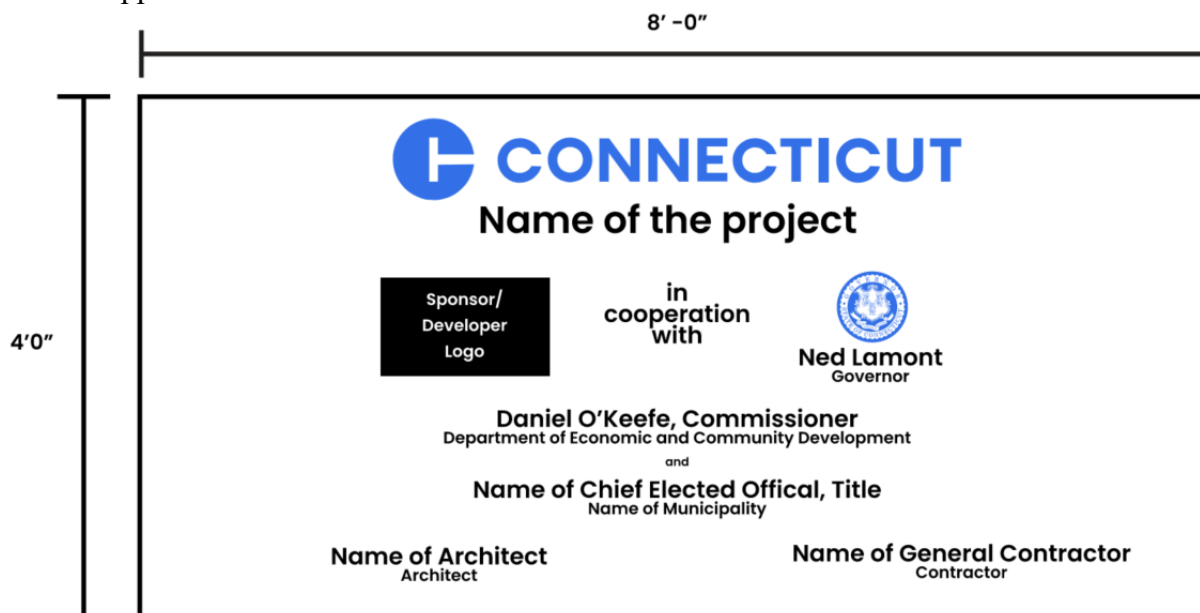 8’ -0”
CONNECTICUT
Name of the project
Sponsor/
Developer
Logo
in
cooperation
with
4’0”
Ned Lamont
Governor
Daniel O’Keefe, Commissioner
Department of Economic and Community Development
and
Name of Chief Elected Offical, Title
Name of Municipality
Name of Architect
Architect
Name of General Contractor
Contractor